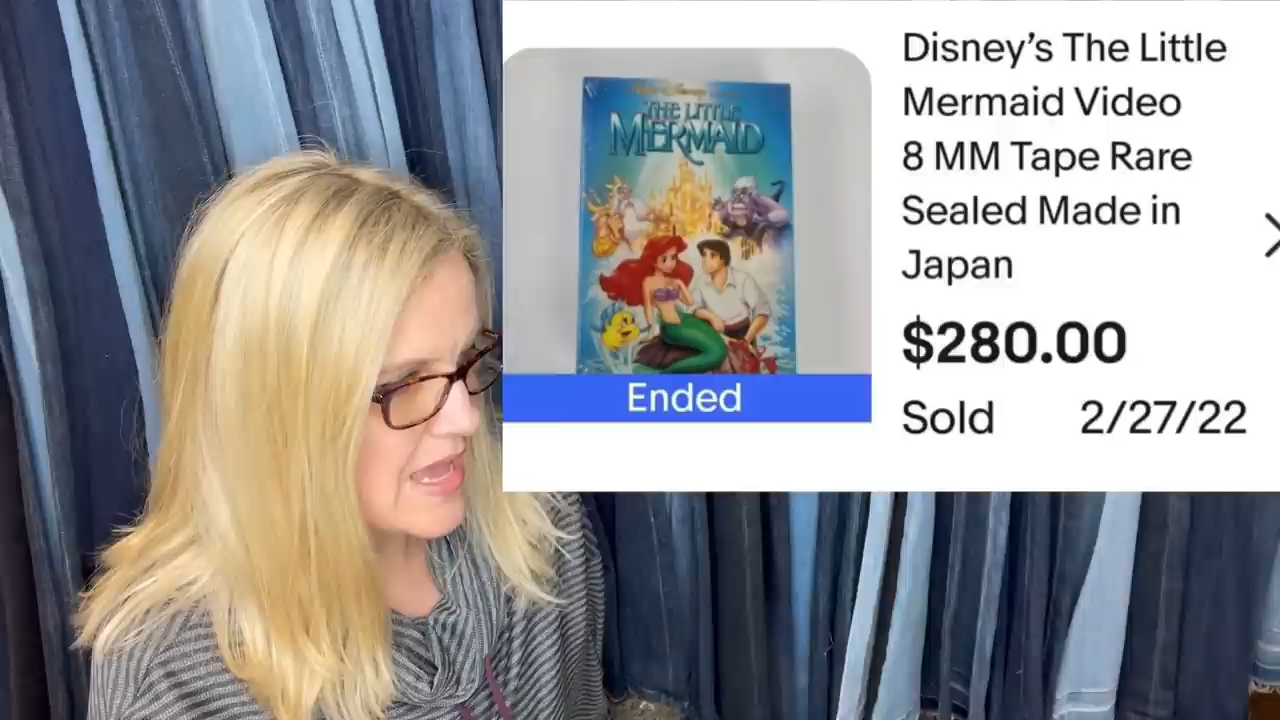 Disney’s The Little
Mermaid Video
8 MM Tape Rare
Sealed Made in
Japan
$280.00
Sold 2/27/22
THE LITTLE
MERMAID
Ended